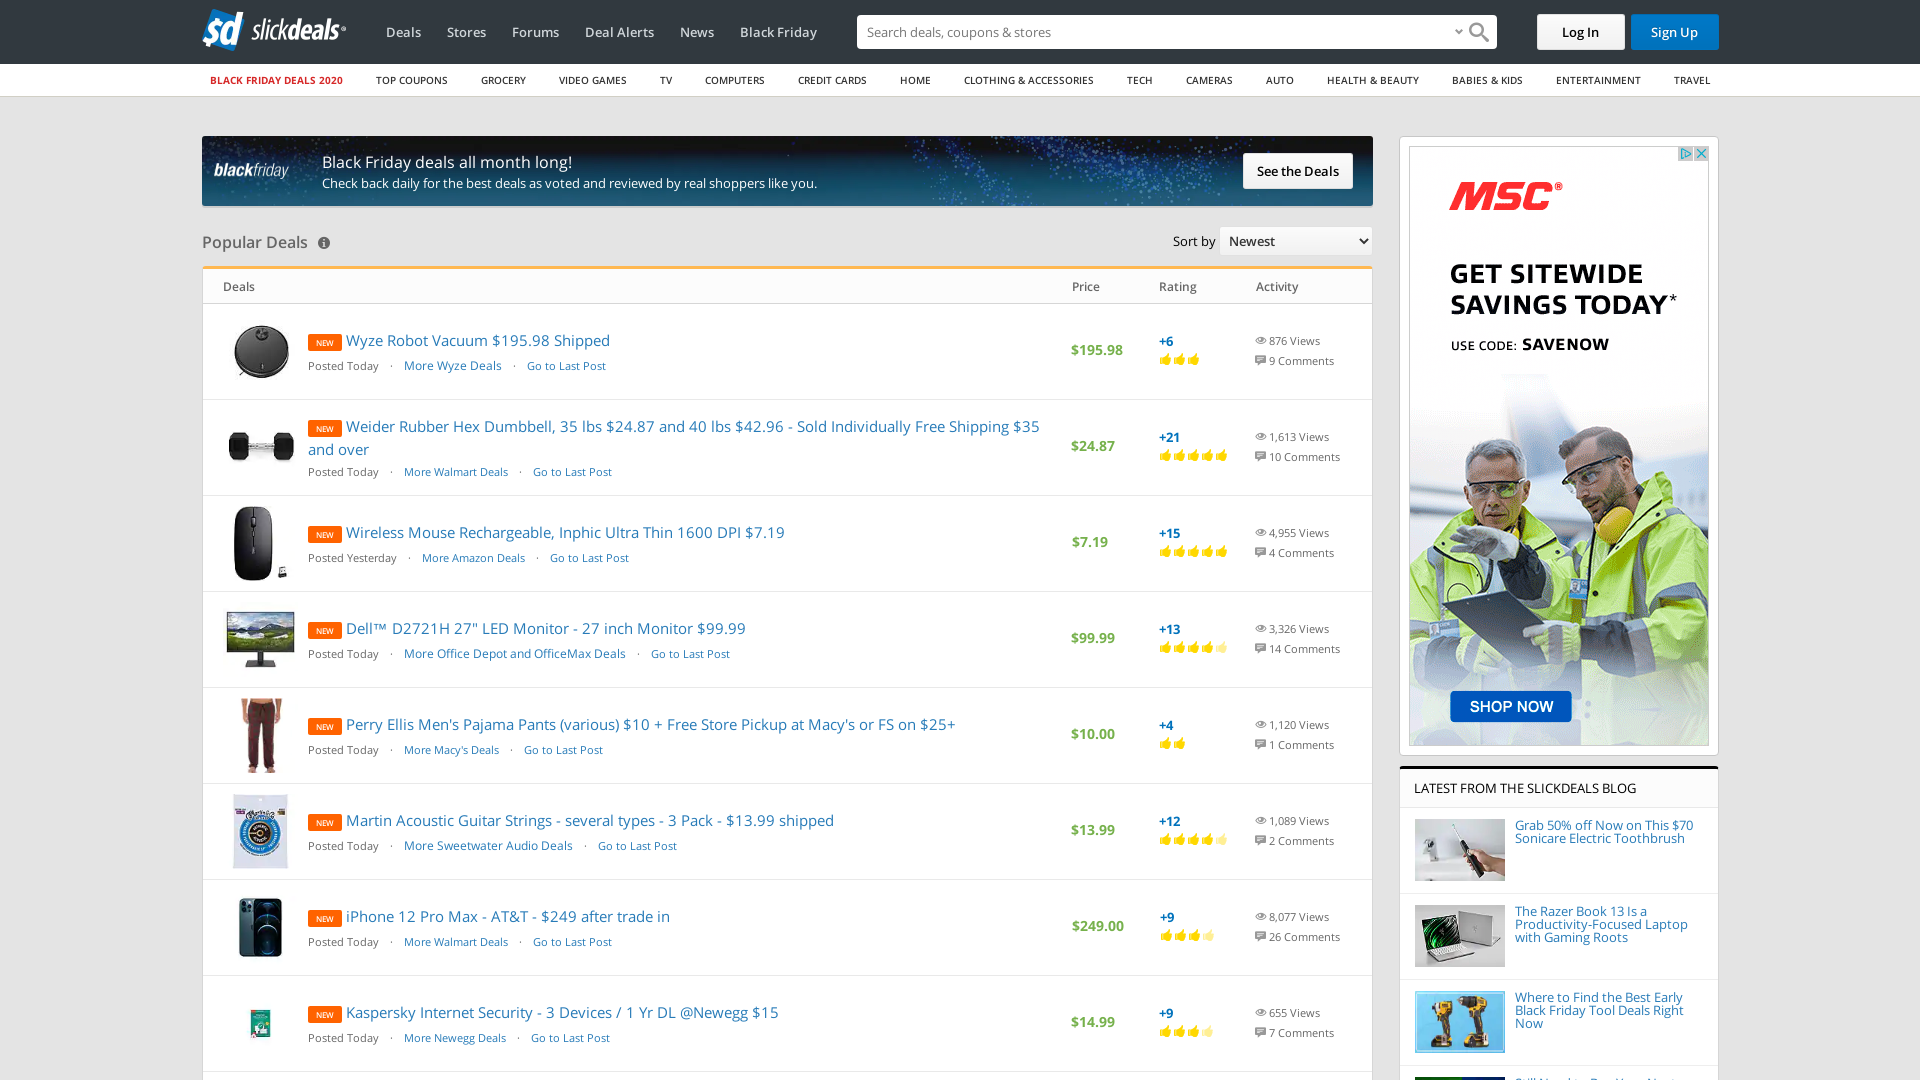 slickdeals
Deals
Stores
Forums
Deal Alerts
News
Black Friday
Search deals, coupons & stores
Log In
Sign Up
BLACK FRIDAY DEALS 2020
TOP COUPONS
GROCERY
VIDEO GAMES
TV
COMPUTERS
CREDIT CARDS
HOME
CLOTHING & ACCESSORIES
TECH
CAMERAS
AUTO
HEALTH & BEAUTY
BABIES & KIDS
ENTERTAINMENT
TRAVEL
blackfriday
Black Friday deals all month long!
Check back daily for the best deals as voted and reviewed by real shoppers like you.
See the Deals
Popular Deals
Sort by Newest
Deals Price Rating Activity
NEW Wyze Robot Vacuum $195.98 Shipped
Posted Today · More Wyze Deals · Go to Last Post
$195.98
+6
876 Views
9 Comments
NEW Weider Rubber Hex Dumbbell, 35 lbs $24.87 and 40 lbs $42.96 - Sold Individually Free Shipping $35
and over
Posted Today · More Walmart Deals · Go to Last Post
$24.87
+21
1,613 Views
10 Comments
NEW Wireless Mouse Rechargeable, Inphic Ultra Thin 1600 DPI $7.19
Posted Yesterday · More Amazon Deals · Go to Last Post
$7.19
+15
4,955 Views
4 Comments
NEW Dell™ D2721H 27" LED Monitor - 27 inch Monitor $99.99
Posted Today · More Office Depot and OfficeMax Deals · Go to Last Post
$99.99
+13
3,326 Views
14 Comments
NEW Perry Ellis Men's Pajama Pants (various) $10 + Free Store Pickup at Macy's or FS on $25+
Posted Today · More Macy's Deals · Go to Last Post
$10.00
+4
1,120 Views
1 Comments
NEW Martin Acoustic Guitar Strings - several types - 3 Pack - $13.99 shipped
Posted Today · More Sweetwater Audio Deals · Go to Last Post
$13.99
+12
1,089 Views
2 Comments
NEW iPhone 12 Pro Max - AT&T - $249 after trade in
Posted Today · More Walmart Deals · Go to Last Post
$249.00
+9
8,077 Views
26 Comments
NEW Kaspersky Internet Security - 3 Devices / 1 Yr DL @Newegg $15
Posted Today · More Newegg Deals · Go to Last Post
$14.99
+9
655 Views
7 Comments
MSC®
GET SITEWIDE
SAVINGS TODAY*
USE CODE: SAVENOW
SHOP NOW
LATEST FROM THE SLICKDEALS BLOG
Grab 50% off Now on This $70
Sonicare Electric Toothbrush
The Razer Book 13 Is a
Productivity-Focused Laptop
with Gaming Roots
Where to Find the Best Early
Black Friday Tool Deals Right
Now